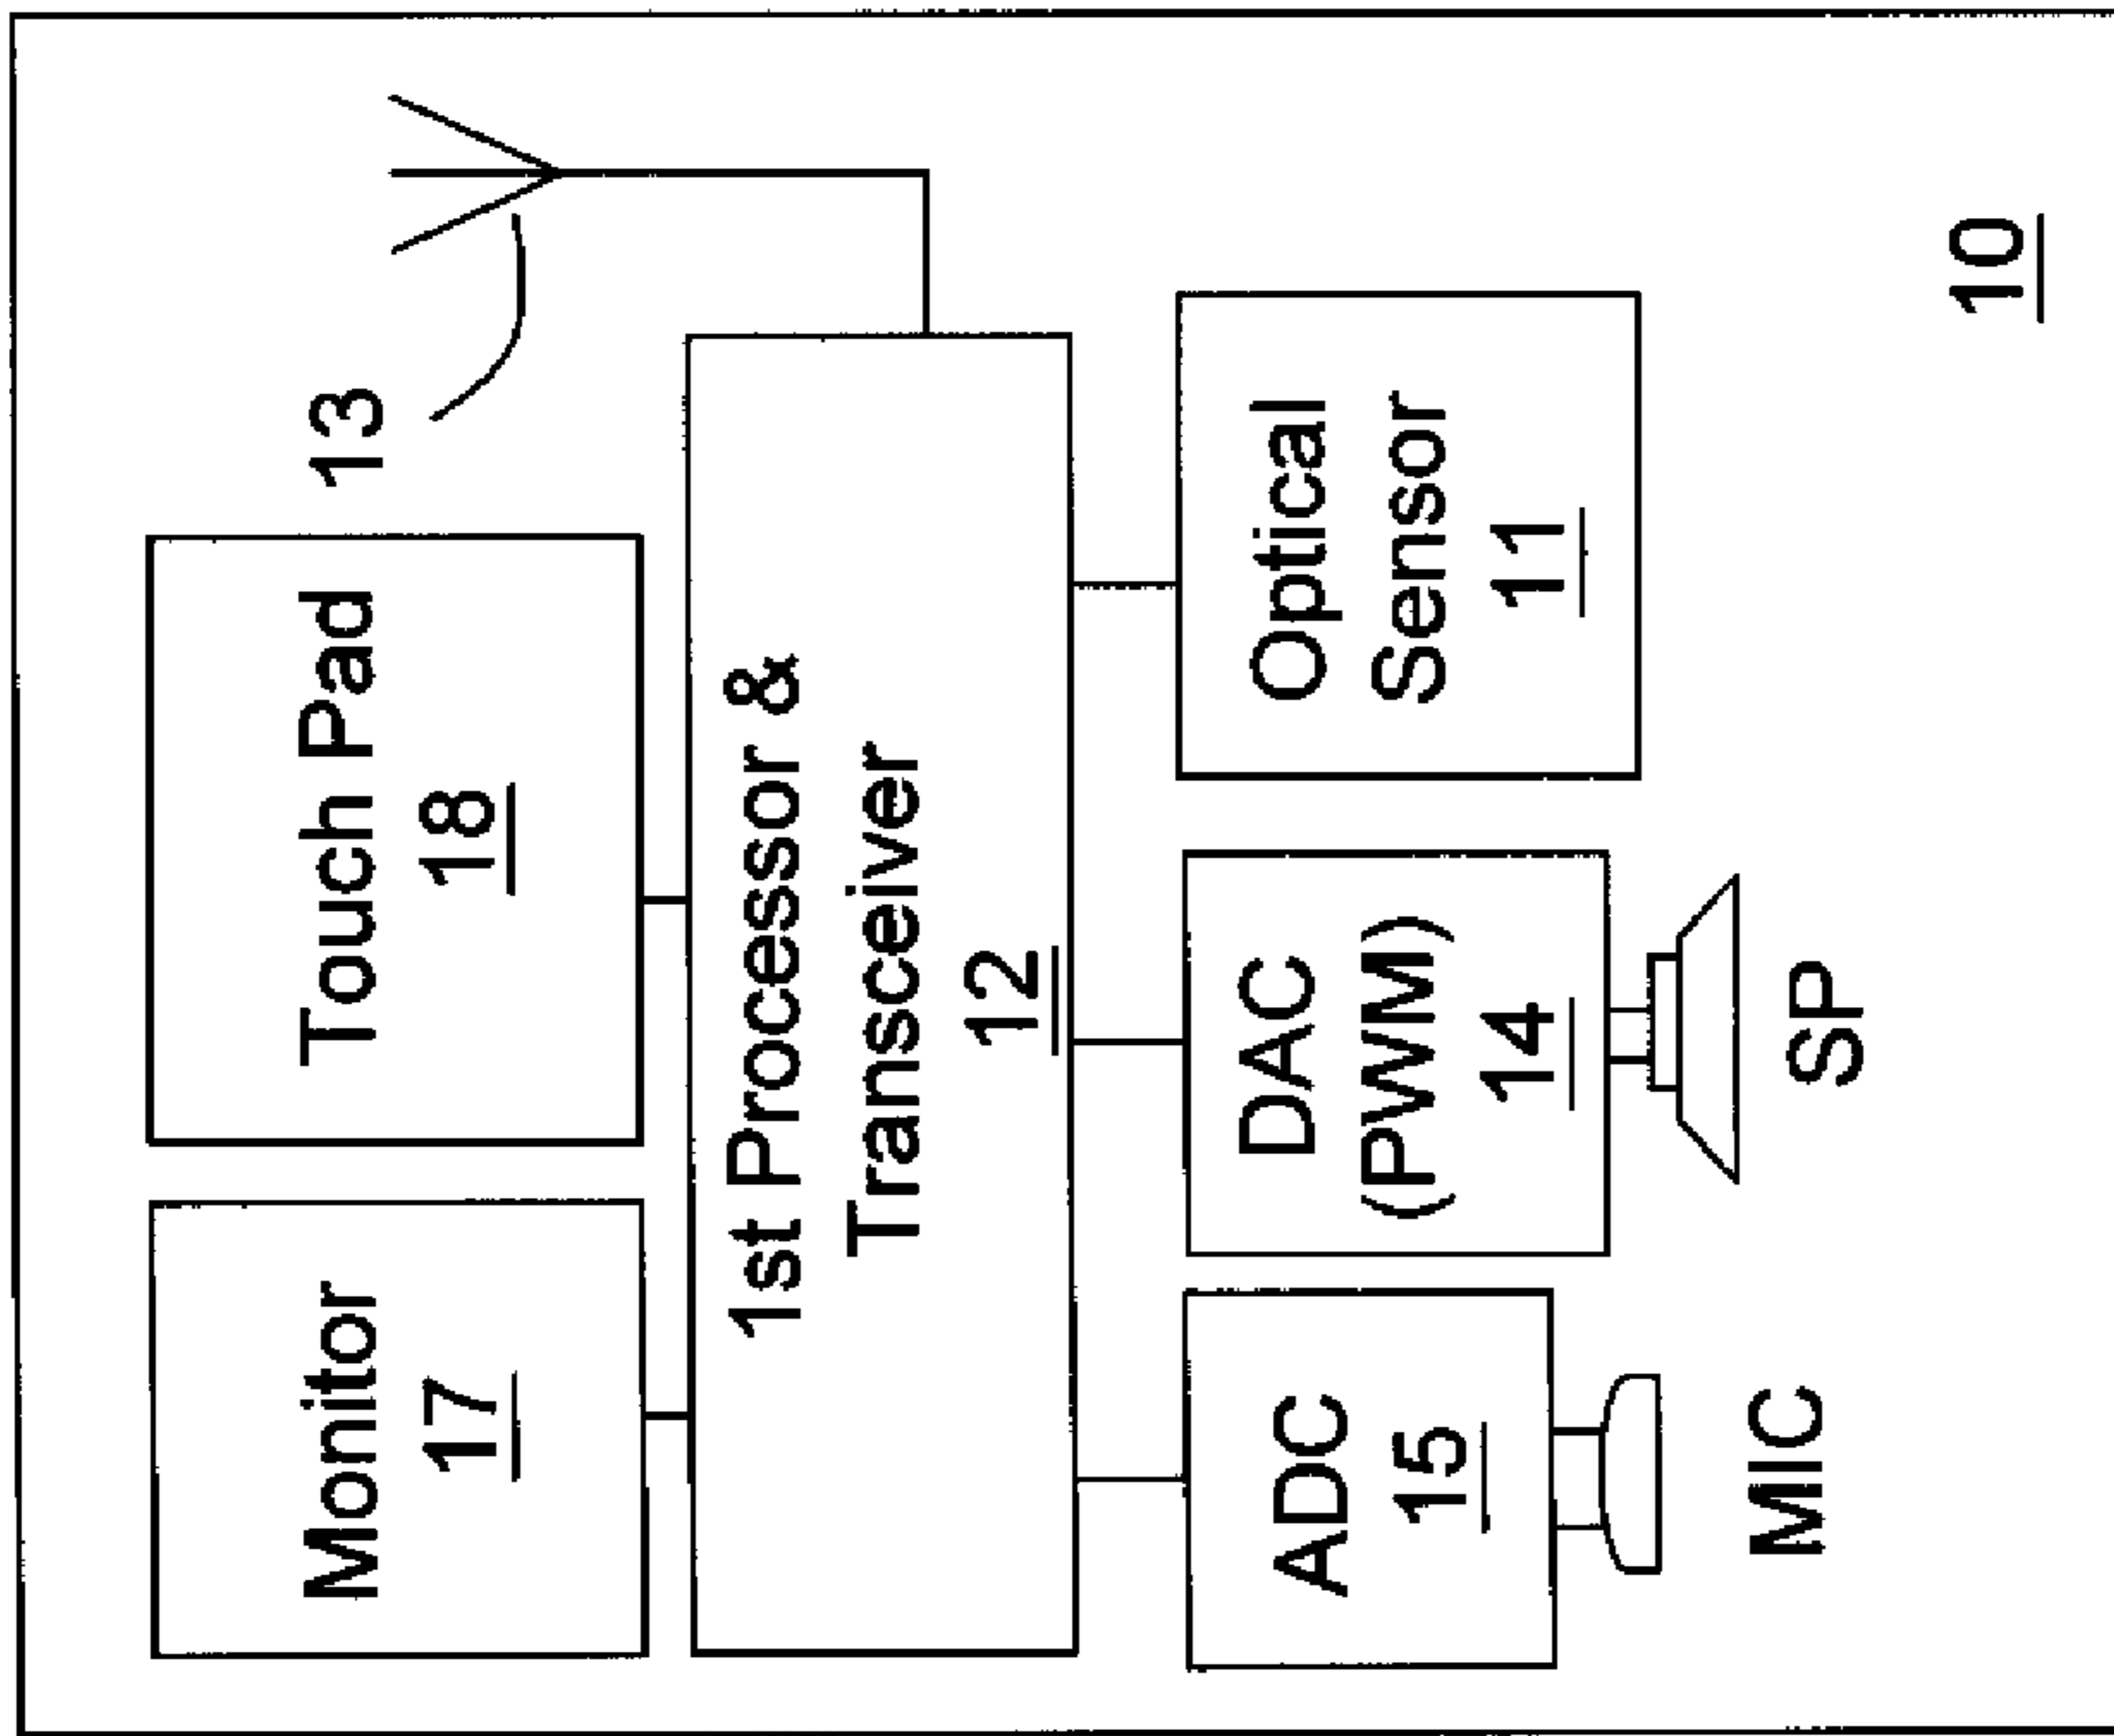 Monitor
17
Touch Pad
18
13
1st Processor &
Transceiver
12
ADC
15
DAC
(PWM)
14
Optical
Sensor
11
MIC
SP
10